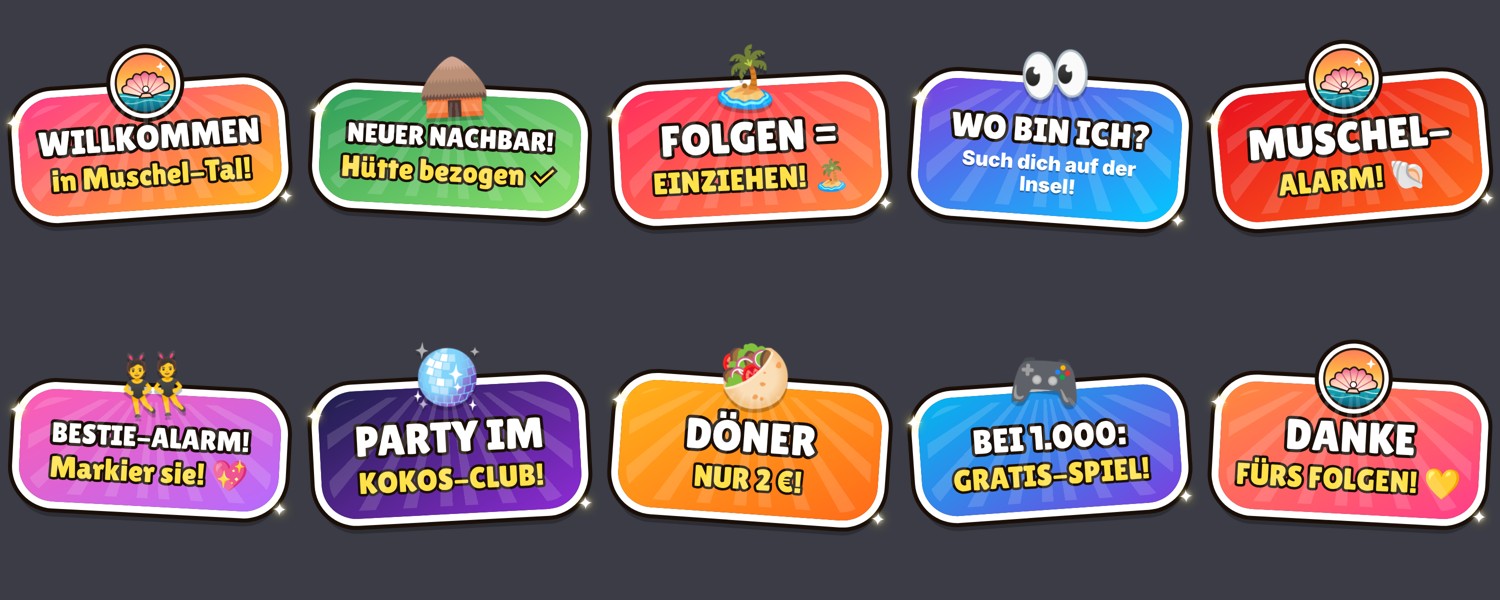 WILLKOMMEN
in Muschel-Tal!
NEUER NACHBAR!
Hütte bezogen ✓
FOLGEN =
EINZIEHEN! 🏝️
WO BIN ICH?
Such dich auf der
Insel!
MUSCHEL-
ALARM! 🐚
BESTIE-ALARM!
Markier sie! 💖
PARTY IM
KOKOS-CLUB!
DÖNER
NUR 2 €!
BEI 1.000:
GRATIS-SPIEL!
DANKE
FÜRS FOLGEN! 💛